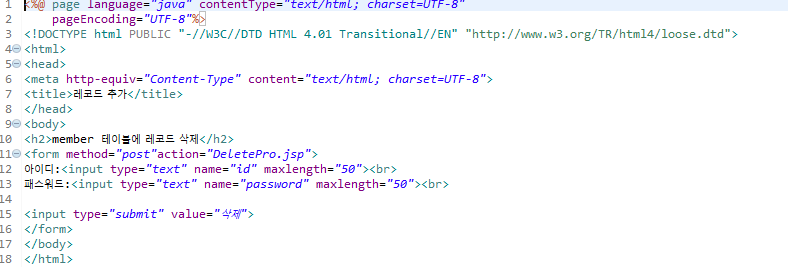 1 <%@ page language="java" contentType="text/html; charset=UTF-8"
2 pageEncoding="UTF-8"%>
3 <!DOCTYPE html PUBLIC "-//W3C//DTD HTML 4.01 Transitional//EN" "http://www.w3.org/TR/html4/loose.dtd">
4 <html>
5 <head>
6 <meta http-equiv="Content-Type" content="text/html; charset=UTF-8">
7 <title>레코드 추가</title>
8 </head>
9 <body>
10 <h2>member 테이블에 레코드 삭제</h2>
11 <form method="post"action="DeletePro.jsp">
12 아이디:<input type="text" name="id" maxlength="50"><br>
13 패스워드:<input type="text" name="password" maxlength="50"><br>
14
15 <input type="submit" value="삭제">
16 </form>
17 </body>
18 </html>